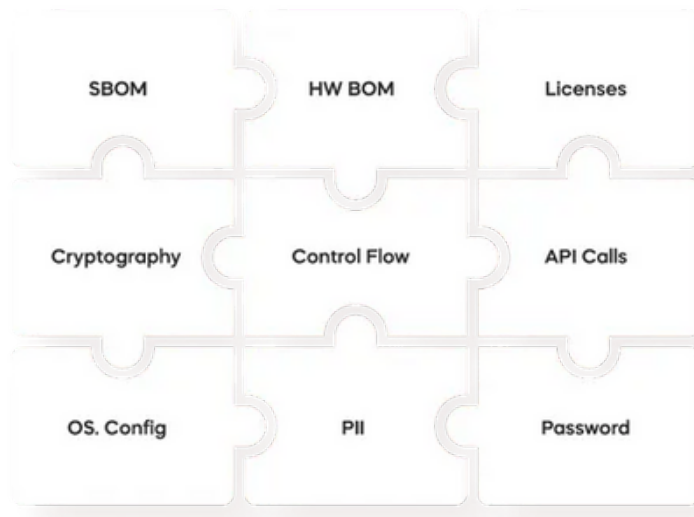 SBOM
HW BOM
Licenses
Cryptography
Control Flow
API Calls
OS. Config
PII
Password